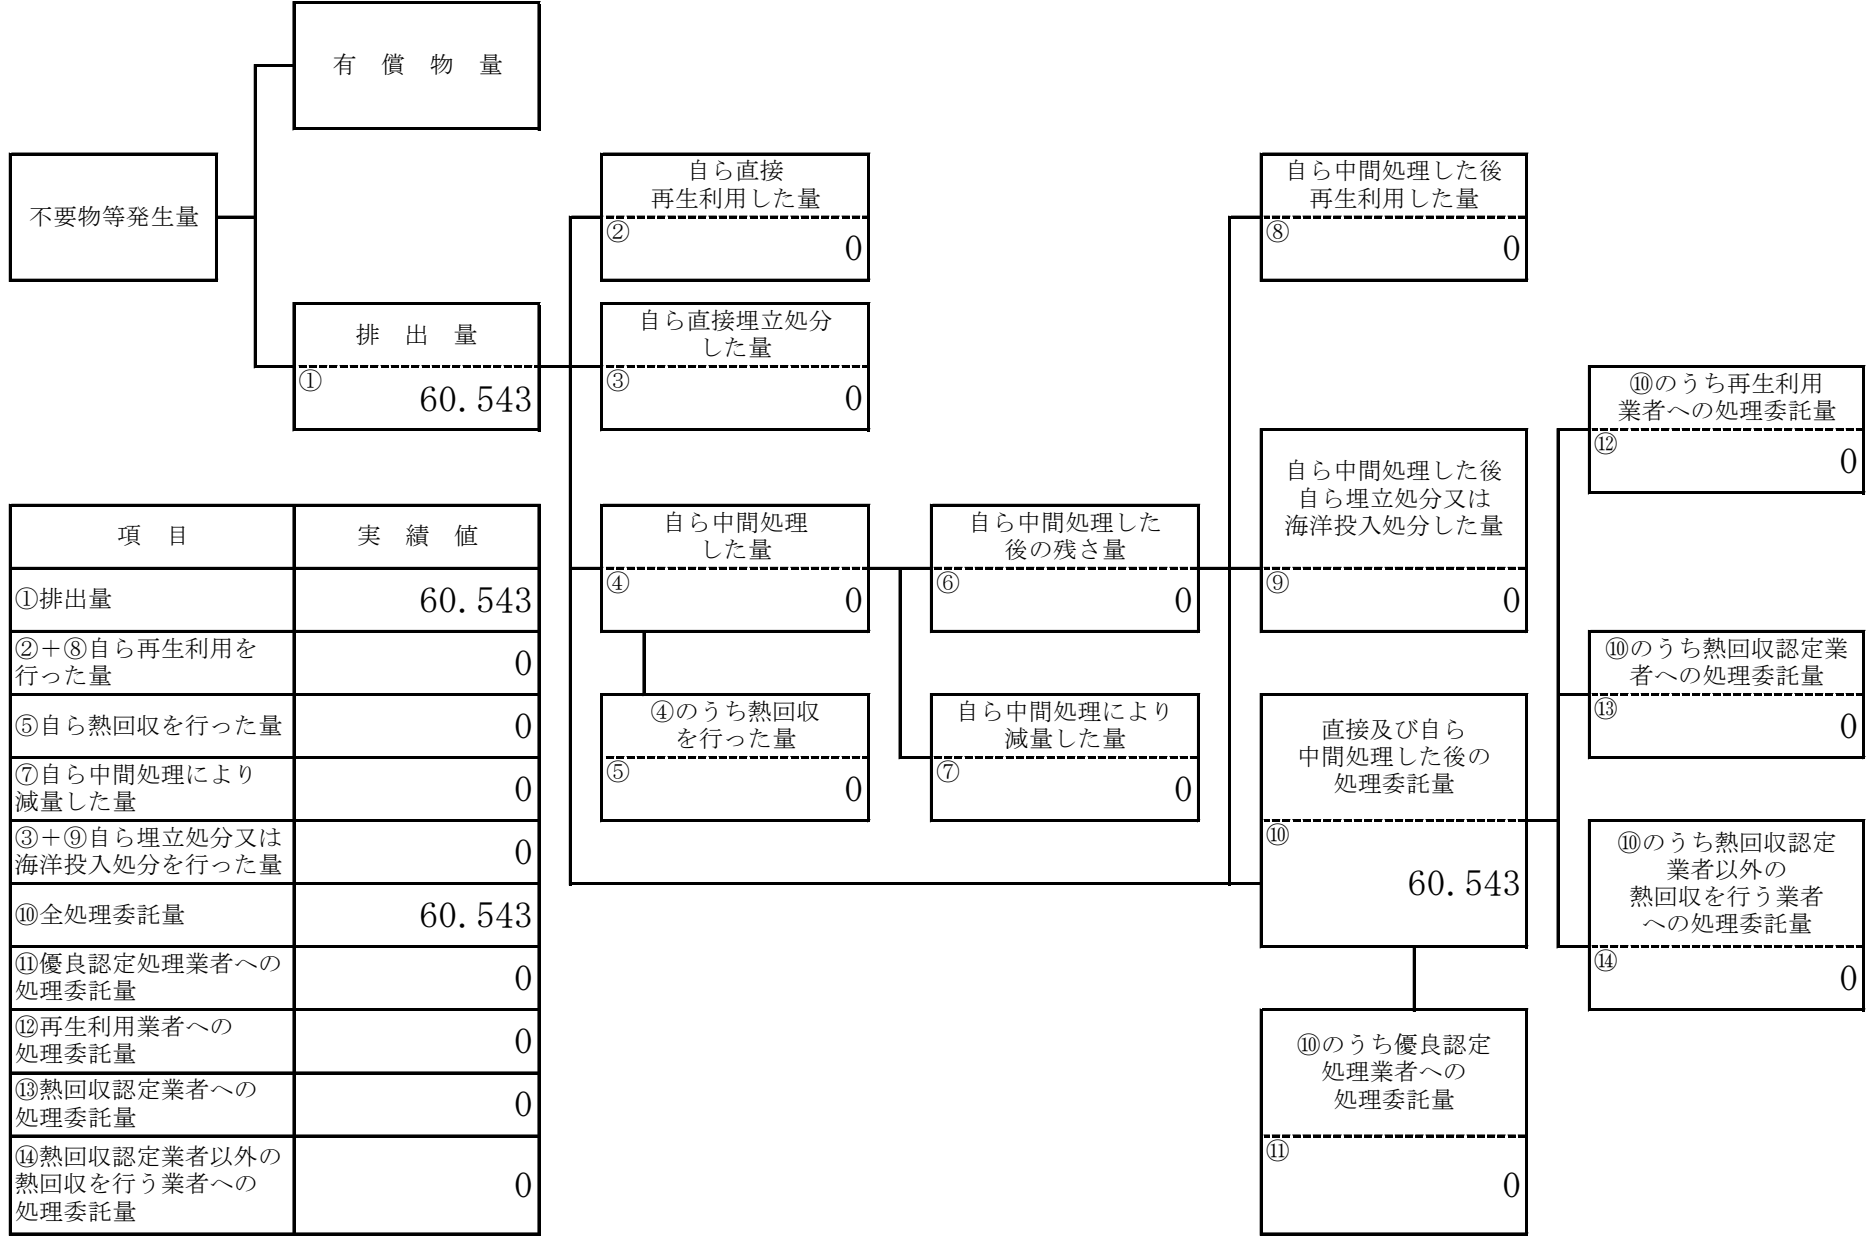 有　償　物　量
不要物等発生量
排　出　量
①
60.543
自ら直接
再生利用した量
②
0
自ら直接埋立処分
した量
③
0
自ら中間処理
した量
④
0
④のうち熱回収
を行った量
⑤
0
自ら中間処理した
後の残さ量
⑥
0
自ら中間処理により
減量した量
⑦
0
自ら中間処理した後
再生利用した量
⑧
0
自ら中間処理した後
自ら埋立処分又は
海洋投入処分した量
⑨
0
直接及び自ら
中間処理した後の
処理委託量
⑩
60.543
⑩のうち優良認定
処理業者への
処理委託量
⑪
0
⑩のうち再生利用
業者への処理委託量
⑫
0
⑩のうち熱回収認定業
者への処理委託量
⑬
0
⑩のうち熱回収認定
業者以外の
熱回収を行う業者
への処理委託量
⑭
0
項　目　実　績　値
①排出量　60.543
②＋⑧自ら再生利用を
行った量　0
⑤自ら熱回収を行った量　0
⑦自ら中間処理により
減量した量　0
③＋⑨自ら埋立処分又は
海洋投入処分を行った量　0
⑩全処理委託量　60.543
⑪優良認定処理業者への
処理委託量　0
⑫再生利用業者への
処理委託量　0
⑬熱回収認定業者への
処理委託量　0
⑭熱回収認定業者以外の
熱回収を行う業者への　0
処理委託量